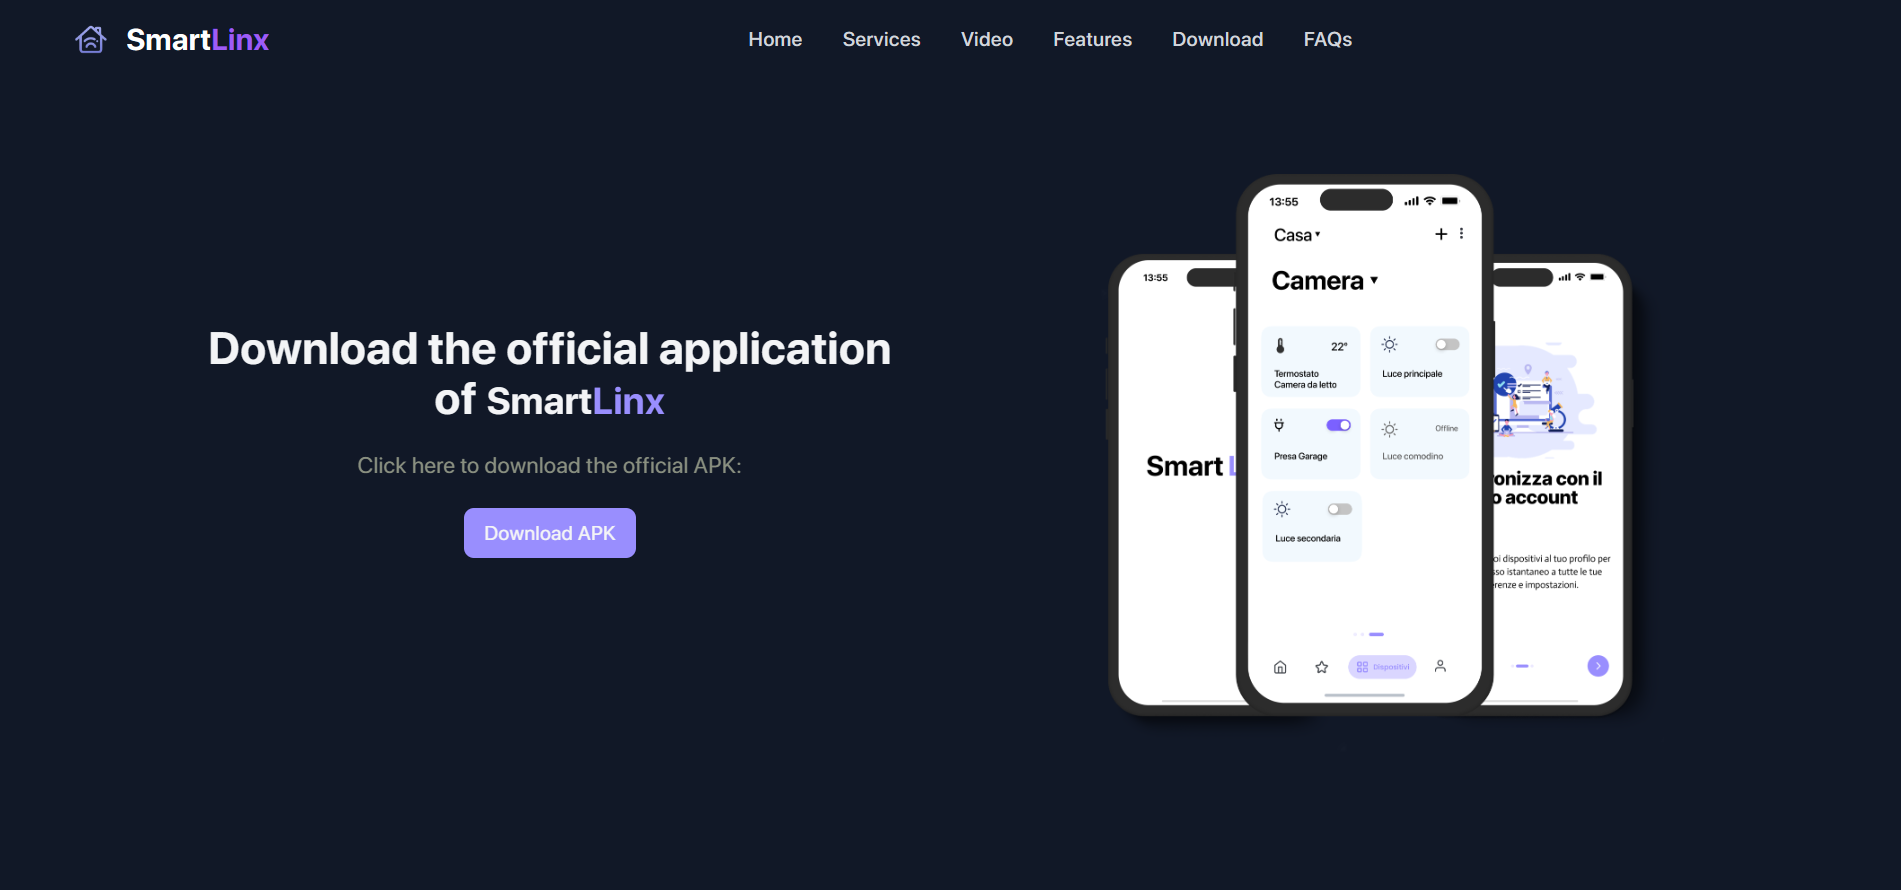 SmartLinx
Home
Services
Video
Features
Download
FAQs
Download the official application
of SmartLinx
Click here to download the official APK:
Download APK
13:55
Smart L
13:55
Casa
Camera
22°
Termostato
Camera da letto
Luce principale
Presa Garage
Offline
Luce comodino
Luce secondaria
Dispositivi
onizza con il
o account
oi dispositivi al tuo profilo per
so istantaneo a tutte le tue
renze e impostazioni.